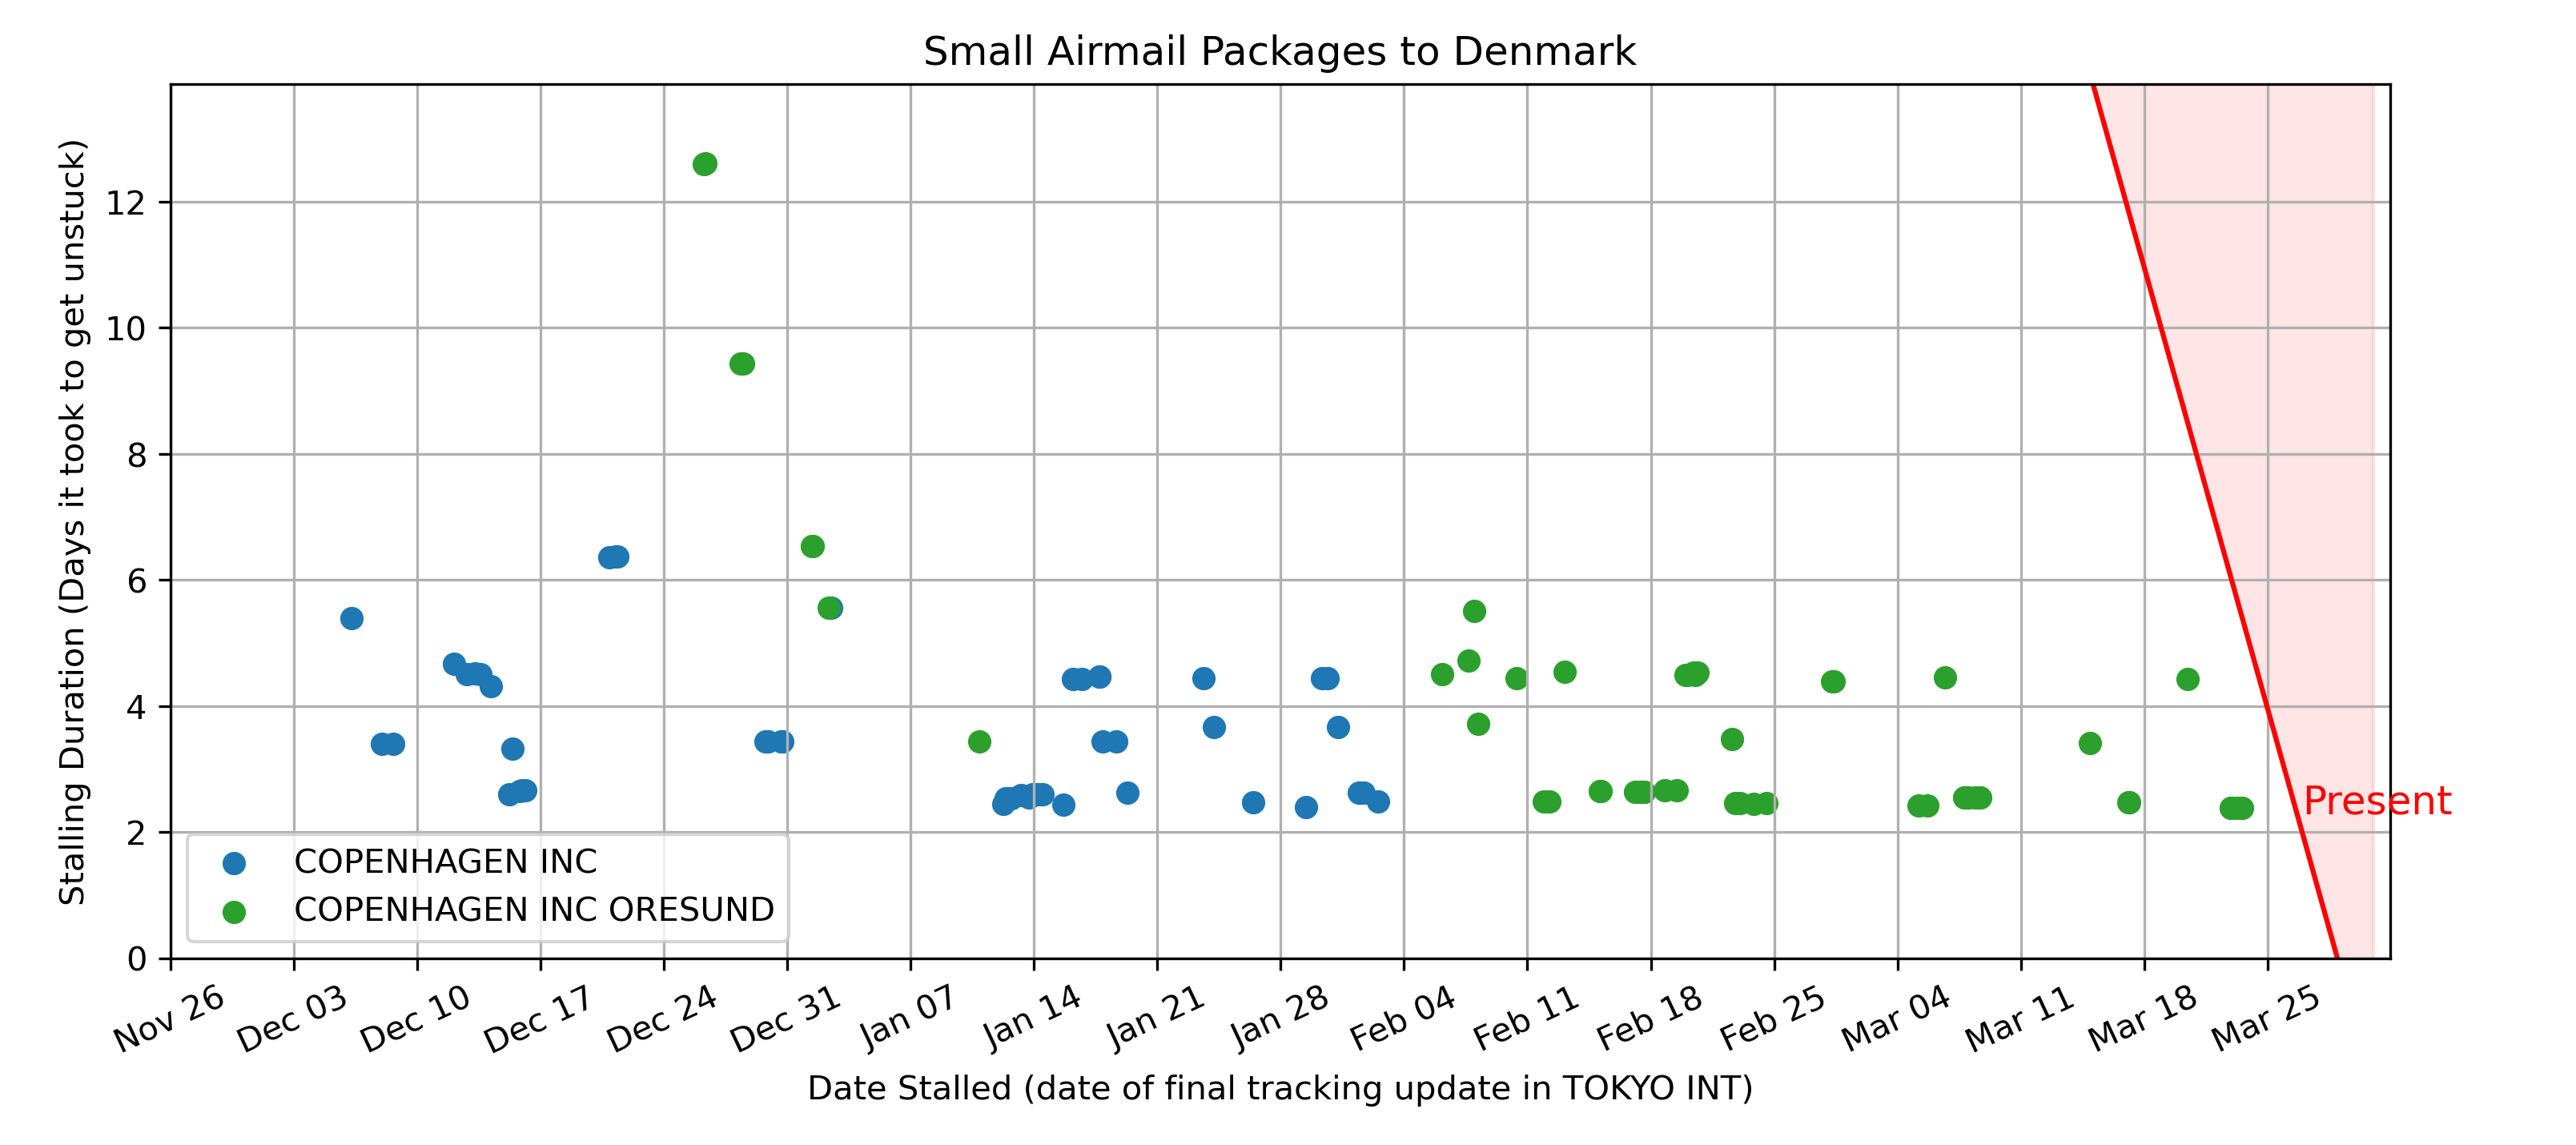 Small Airmail Packages to Denmark
Stalling Duration (Days it took to get unstuck)
12
10
8
6
4
2
0
Present
COPENHAGEN INC
COPENHAGEN INC ORESUND
Nov 26
Dec 03
Dec 10
Dec 17
Dec 24
Dec 31
Jan 07
Jan 14
Jan 21
Jan 28
Feb 04
Feb 11
Feb 18
Feb 25
Mar 04
Mar 11
Mar 18
Mar 25
Date Stalled (date of final tracking update in TOKYO INT)